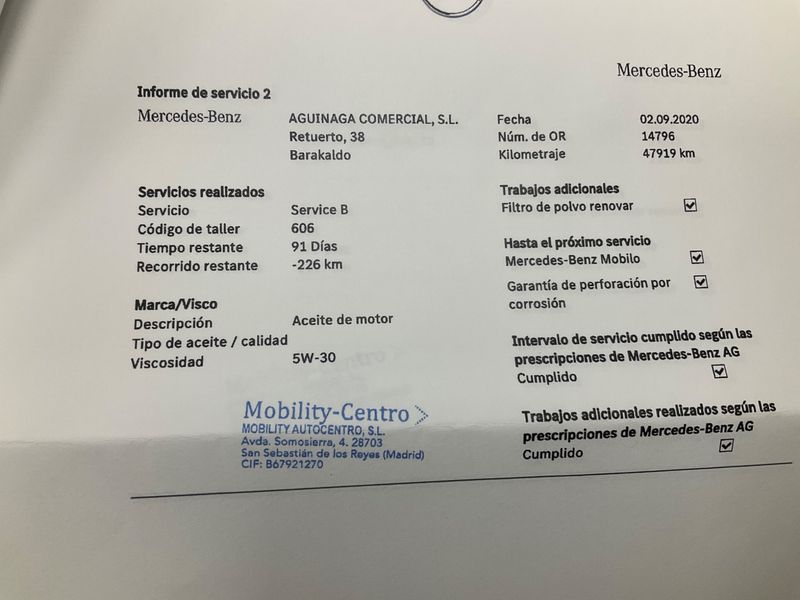 Mercedes-Benz
Informe de servicio 2
Mercedes-Benz
AGUINAGA COMERCIAL, S.L.
Retuerto, 38
Barakaldo
Fecha 02.09.2020
Núm. de OR 14796
Kilometraje 47919 km
Servicios realizados
Servicio Service B
Código de taller 606
Tiempo restante 91 Días
Recorrido restante -226 km
Marca/Visco
Descripción Aceite de motor
Tipo de aceite / calidad
Viscosidad 5W-30
Trabajos adicionales
Filtro de polvo renovar
Hasta el próximo servicio
Mercedes-Benz Mobilo
Garantía de perforación por
corrosión
Intervalo de servicio cumplido según las
prescripciones de Mercedes-Benz AG
Cumplido
Trabajos adicionales realizados según las
prescripciones de Mercedes-Benz AG
Cumplido
Mobility-Centro
MOBILITY AUTOCENTRO, S.L.
Avda. Somosierra, 4. 28703
San Sebastián de los Reyes (Madrid)
CIF: B67921270